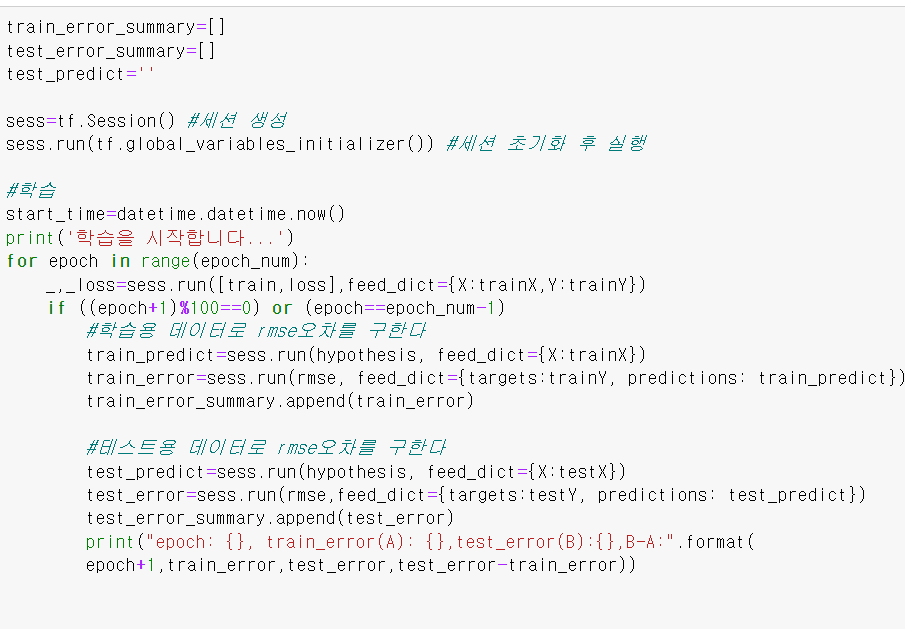 train_error_summary=[]
test_error_summary=[]
test_predict=''
sess=tf.Session() #세션 생성
sess.run(tf.global_variables_initializer()) #세션 초기화 후 실행
#학습
start_time=datetime.datetime.now()
print('학습을 시작합니다...')
for epoch in range(epoch_num):
    _,_loss=sess.run([train,loss],feed_dict={X:trainX,Y:trainY})
    if ((epoch+1)%100==0) or (epoch==epoch_num-1)
        #학습용 데이터로 rmse오차를 구한다
        train_predict=sess.run(hypothesis, feed_dict={X:trainX})
        train_error=sess.run(rmse, feed_dict={targets:trainY, predictions: train_predict})
        train_error_summary.append(train_error)
        #테스트용 데이터로 rmse오차를 구한다
        test_predict=sess.run(hypothesis, feed_dict={X:testX})
        test_error=sess.run(rmse,feed_dict={targets:testY, predictions: test_predict})
        test_error_summary.append(test_error)
        print("epoch: {}, train_error(A): {},test_error(B):{},B-A:".format(
        epoch+1,train_error,test_error,test_error-train_error))